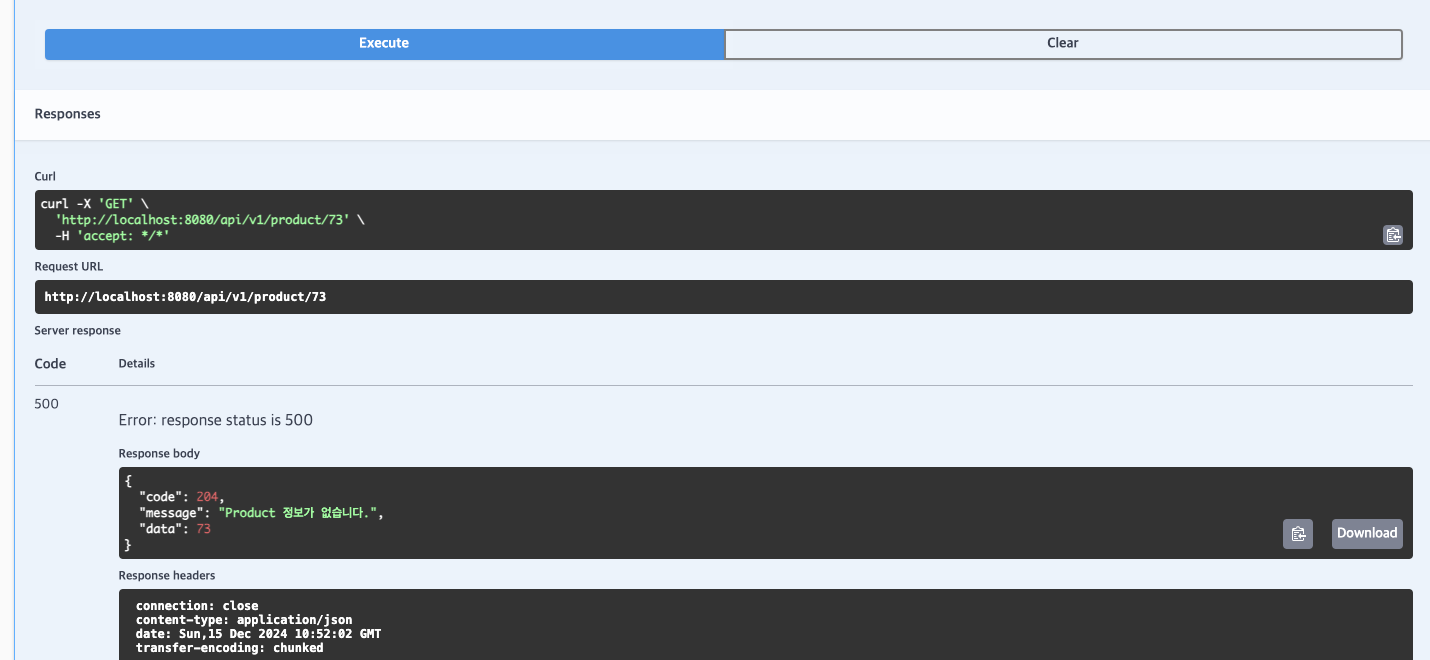 Execute
Clear
Responses
Curl
curl -X 'GET' \
'http://localhost:8080/api/v1/product/73' \
-H 'accept: */*'
Request URL
http://localhost:8080/api/v1/product/73
Server response
Code Details
500
Error: response status is 500
Response body
{
"code": 204,
"message": "Product 정보가 없습니다.",
"data": 73
}
Download
Response headers
connection: close
content-type: application/json
date: Sun,15 Dec 2024 10:52:02 GMT
transfer-encoding: chunked